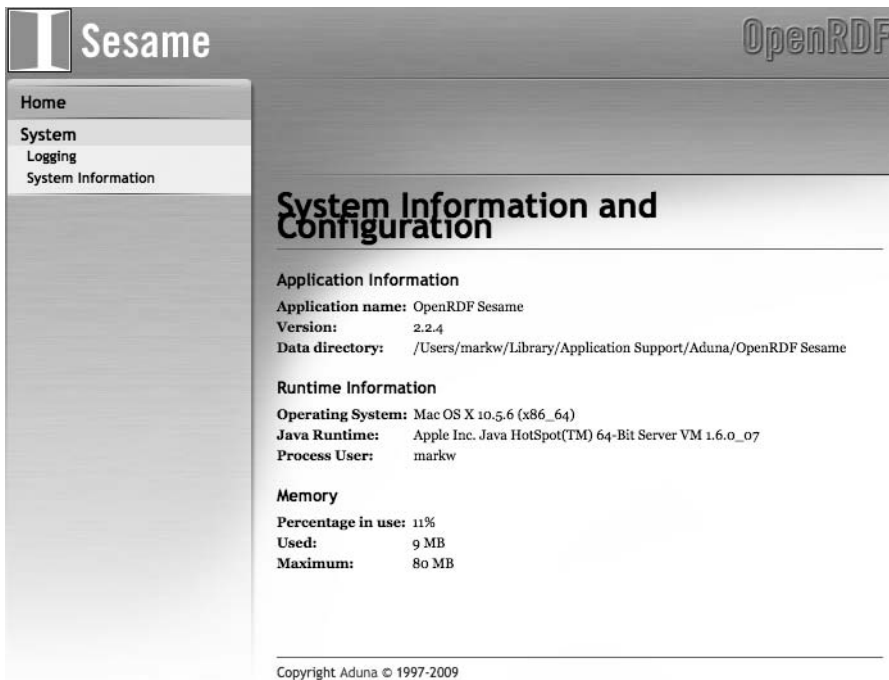 Sesame
OpenRDF
Home
System
Logging
System Information
System Information and
Configuration
Application Information
Application name: OpenRDF Sesame
Version: 2.2.4
Data directory: /Users/markw/Library/Application Support/Aduna/OpenRDF Sesame
Runtime Information
Operating System: Mac OS X 10.5.6 (x86_64)
Java Runtime: Apple Inc. Java HotSpot(TM) 64-Bit Server VM 1.6.0_07
Process User: markw
Memory
Percentage in use: 11%
Used: 9 MB
Maximum: 80 MB
Copyright Aduna © 1997-2009